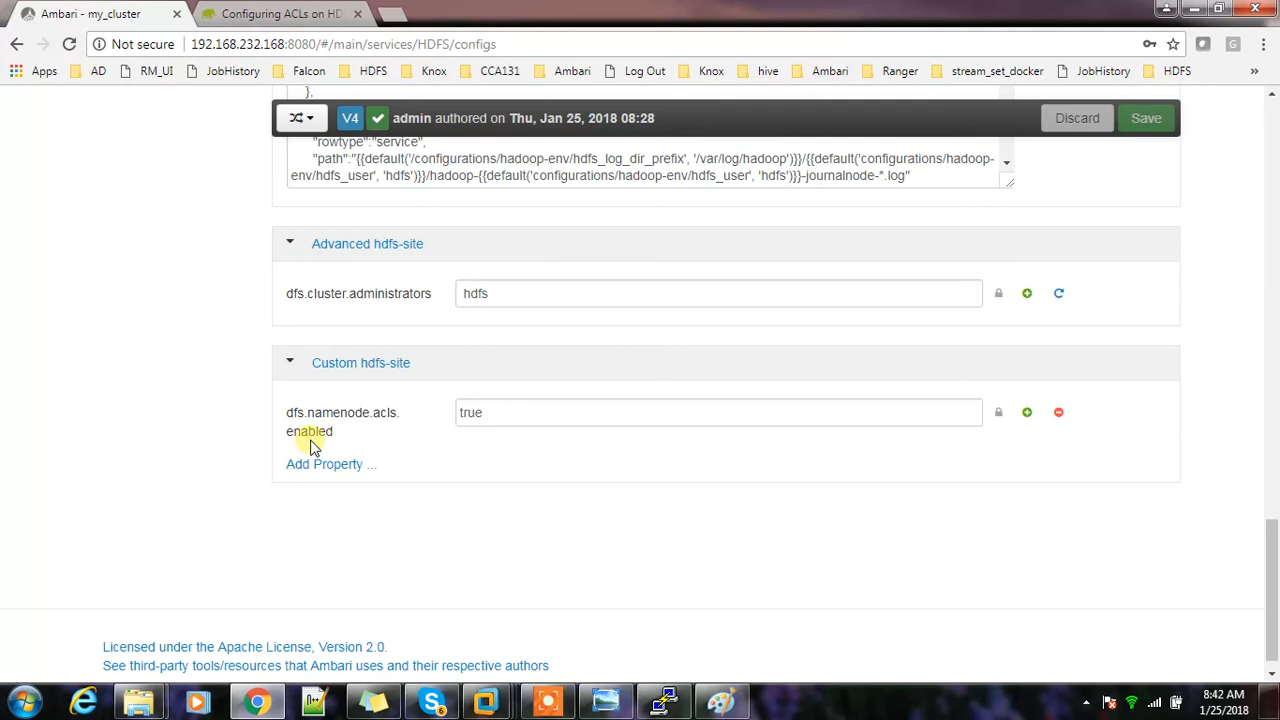 Ambari - my_cluster
Configuring ACLs on HD
Not secure
192.168.232.168:8080/#/main/services/HDFS/configs
Apps
AD
RM_UI
JobHistory
Falcon
HDFS
Knox
CCA131
Ambari
Log Out
Knox
hive
Ambari
Ranger
stream_set_docker
JobHistory
HDFS
»
},
V4
admin authored on Thu, Jan 25, 2018 08:28
Discard
Save
"rowtype":"service",
"path":"{{default('/configurations/hadoop-env/hdfs_log_dir_prefix', '/var/log/hadoop')}}/{{default('configurations/hadoop-
env/hdfs_user', 'hdfs')}}/hadoop-{{default('configurations/hadoop-env/hdfs_user', 'hdfs')}}-journalnode-*.log"
Advanced hdfs-site
dfs.cluster.administrators
hdfs
Custom hdfs-site
dfs.namenode.acls.
enabled
true
Add Property ...
Licensed under the Apache License, Version 2.0.
See third-party tools/resources that Ambari uses and their respective authors
8:42 AM
1/25/2018